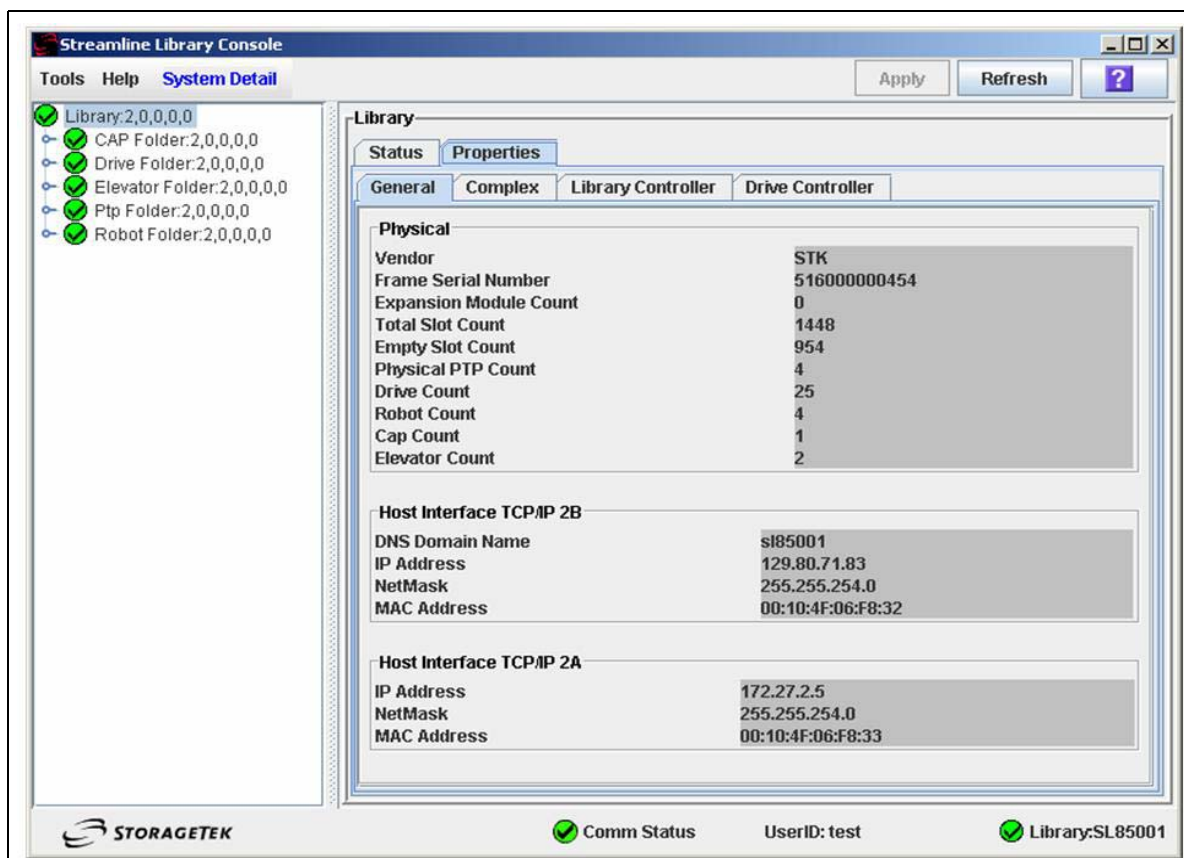 Streamline Library Console
Tools Help System Detail Apply Refresh ?
Library:2,0,0,0,0
CAP Folder:2,0,0,0,0
Drive Folder:2,0,0,0,0
Elevator Folder:2,0,0,0,0
Ptp Folder:2,0,0,0,0
Robot Folder:2,0,0,0,0
Library
Status Properties
General Complex Library Controller Drive Controller
Physical
Vendor STK
Frame Serial Number 516000000454
Expansion Module Count 0
Total Slot Count 1448
Empty Slot Count 954
Physical PTP Count 4
Drive Count 25
Robot Count 4
Cap Count 1
Elevator Count 2
Host Interface TCP/IP 2B
DNS Domain Name sl85001
IP Address 129.80.71.83
NetMask 255.255.254.0
MAC Address 00:10:4F:06:F8:32
Host Interface TCP/IP 2A
IP Address 172.27.2.5
NetMask 255.255.254.0
MAC Address 00:10:4F:06:F8:33
STORAGETEK Comm Status UserID: test Library:SL85001